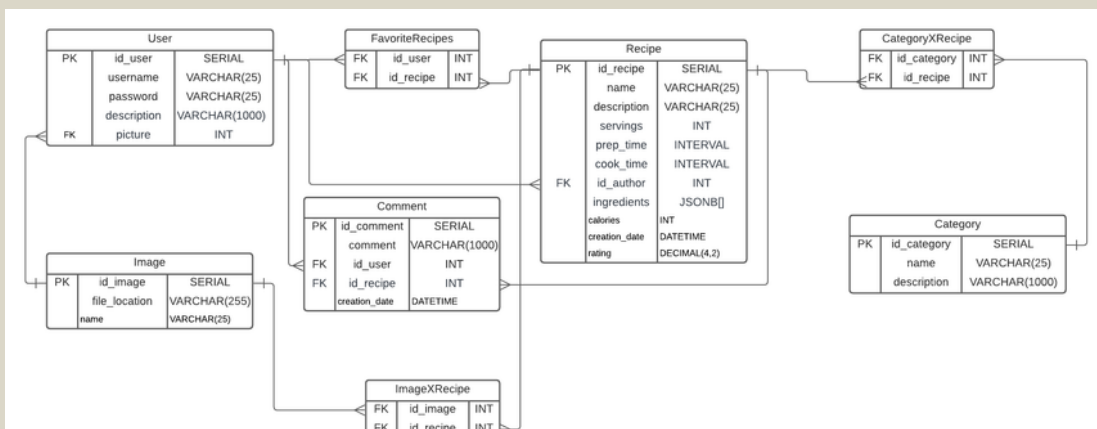 User
PK id_user SERIAL
username VARCHAR(25)
password VARCHAR(25)
description VARCHAR(1000)
FK picture INT
FavoriteRecipes
FK id_user INT
FK id_recipe INT
Recipe
PK id_recipe SERIAL
name VARCHAR(25)
description VARCHAR(25)
servings INT
prep_time INTERVAL
cook_time INTERVAL
FK id_author INT
ingredients JSONB[]
calories INT
creation_date DATETIME
rating DECIMAL(4,2)
CategoryXRecipe
FK id_category INT
FK id_recipe INT
Comment
PK id_comment SERIAL
comment VARCHAR(1000)
FK id_user INT
FK id_recipe INT
creation_date DATETIME
Category
PK id_category SERIAL
name VARCHAR(25)
description VARCHAR(1000)
Image
PK id_image SERIAL
file_location VARCHAR(255)
name VARCHAR(25)
ImageXRecipe
FK id_image INT
FK id_recipe INT